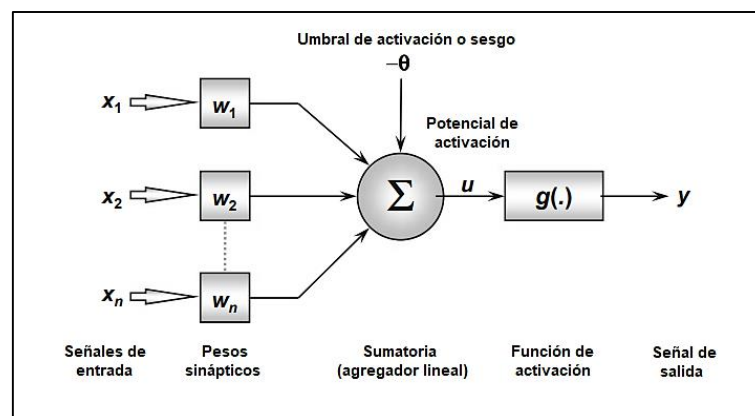 Umbral de activación o sesgo
−θ
x1
w1
Potencial de
activación
x2
w2
Σ
u
g(.)
y
xn
wn
Señales de
entrada
Pesos
sinápticos
Sumatoria
(agregador lineal)
Función de
activación
Señal de
salida